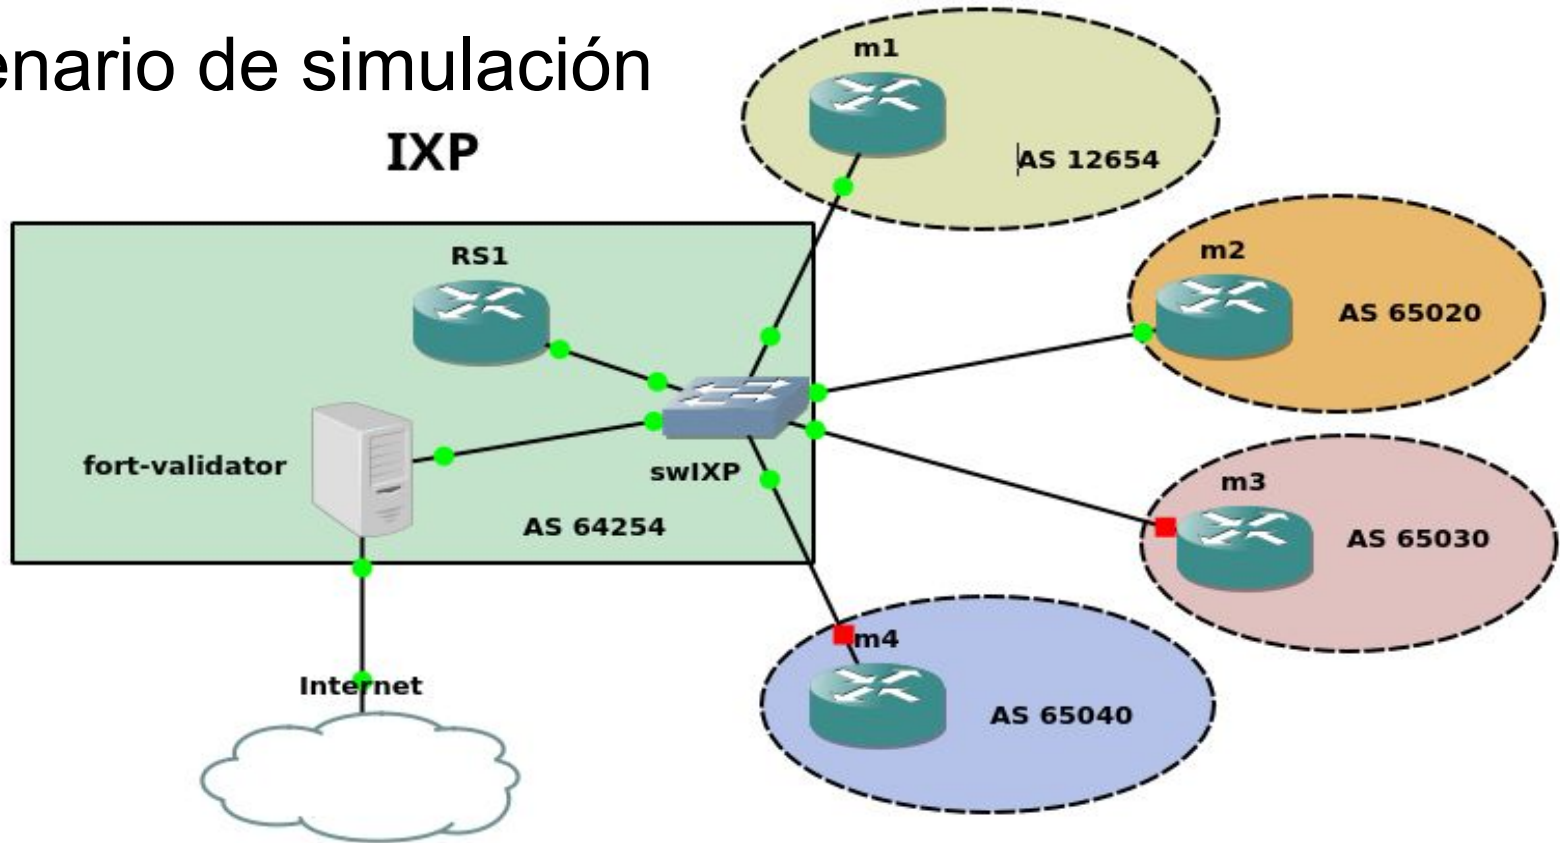 enario de simulación
IXP
m1
AS 12654
RS1
m2
AS 65020
fort-validator
swIXP
m3
AS 64254
AS 65030
m4
Internet
AS 65040